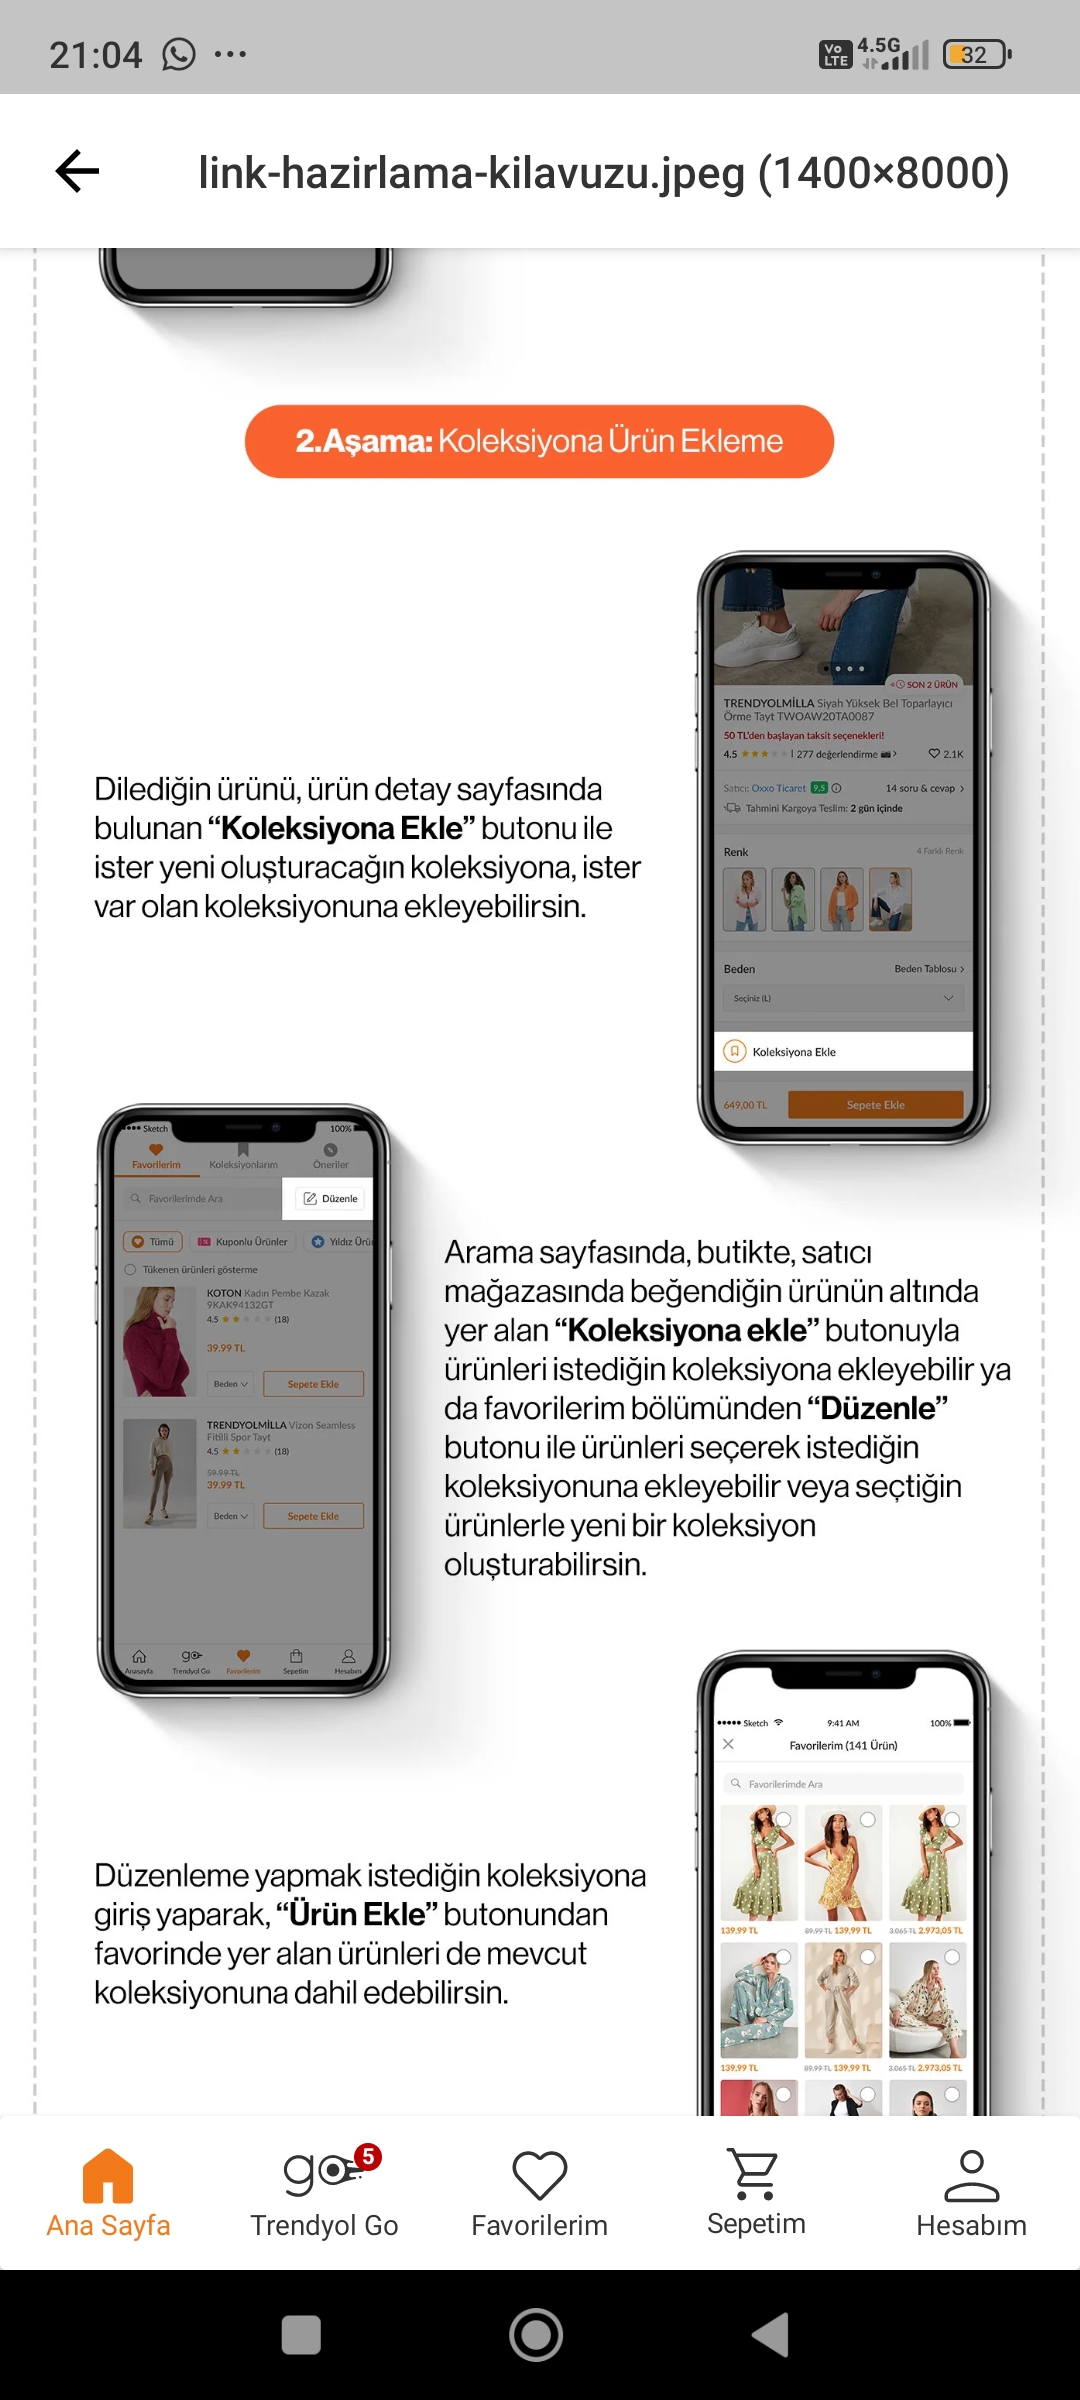 21:04
Vo LTE 4.5G 32
link-hazirlama-kilavuzu.jpeg (1400×8000)
2.Aşama: Koleksiyona Ürün Ekleme
SON 2 ÜRÜN
TRENDYOLMİLLA Siyah Yüksek Bel Toparlayıcı
Örme Tayt TWOAW20TA0087
50 TL'den başlayan taksit seçenekleri!
4.5 | 277 değerlendirme 2.1K
Satıcı: Oxxo Ticaret 9,5 14 soru & cevap
Tahmini Kargoya Teslim: 2 gün içinde
Renk 4 Farklı Renk
Beden Beden Tablosu
Seçiniz (L)
Koleksiyona Ekle
649,00 TL Sepete Ekle
Dilediğin ürünü, ürün detay sayfasında
bulunan “Koleksiyona Ekle” butonu ile
ister yeni oluşturacağın koleksiyona, ister
var olan koleksiyonuna ekleyebilirsin.
Sketch 100%
Favorilerim Koleksiyonlarım Öneriler
Favorilerimde Ara Düzenle
Tümü Kuponlu Ürünler Yıldız Ürü
Tükenen ürünleri gösterme
KOTON Kadın Pembe Kazak
9KAK94132GT
4.5 (18)
39.99 TL
Beden Sepete Ekle
TRENDYOLMİLLA Vizon Seamless
Fitilli Spor Tayt
4.5 (18)
59.99 TL
39.99 TL
Beden Sepete Ekle
Anasayfa Trendyol Go Favorilerim Sepetim Hesabım
Arama sayfasında, butikte, satıcı
mağazasında beğendiğin ürünün altında
yer alan “Koleksiyona ekle” butonuyla
ürünleri istediğin koleksiyona ekleyebilir ya
da favorilerim bölümünden “Düzenle”
butonu ile ürünleri seçerek istediğin
koleksiyonuna ekleyebilir veya seçtiğin
ürünlerle yeni bir koleksiyon
oluşturabilirsin.
Sketch 9:41 AM 100%
Favorilerim (141 Ürün)
Favorilerimde Ara
139,99 TL 89.99 TL 139,99 TL 3.065 TL 2.973,05 TL
139,99 TL 89.99 TL 139,99 TL 3.065 TL 2.973,05 TL
Düzenleme yapmak istediğin koleksiyona
giriş yaparak, “Ürün Ekle” butonundan
favorinde yer alan ürünleri de mevcut
koleksiyonuna dahil edebilirsin.
go 5
Ana Sayfa Trendyol Go Favorilerim Sepetim Hesabım